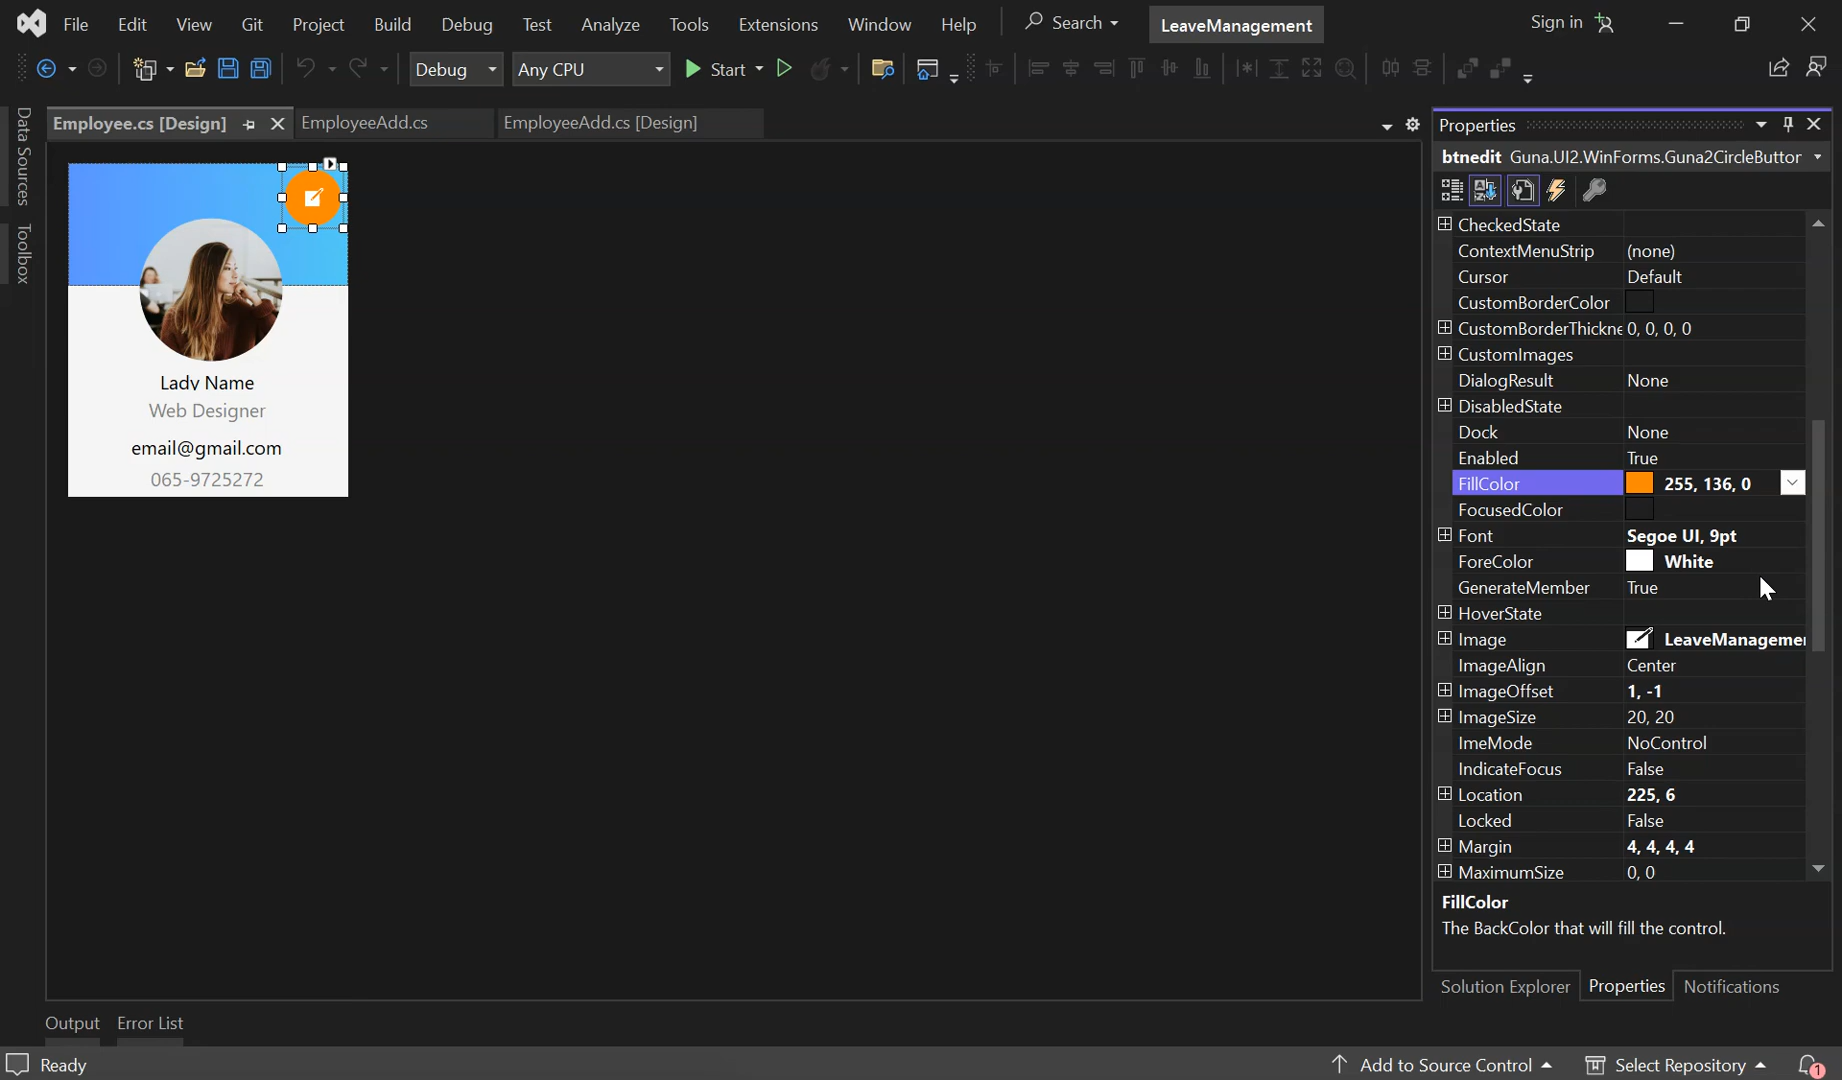 File Edit View Git Project Build Debug Test Analyze Tools Extensions Window Help Search LeaveManagement Sign in
Debug Any CPU Start
Data Sources
Toolbox
Employee.cs [Design] EmployeeAdd.cs EmployeeAdd.cs [Design]
Lady Name
Web Designer
email@gmail.com
065-9725272
Properties
btnedit Guna.UI2.WinForms.Guna2CircleButtor
CheckedState
ContextMenuStrip (none)
Cursor Default
CustomBorderColor
CustomBorderThickne 0, 0, 0, 0
CustomImages
DialogResult None
DisabledState
Dock None
Enabled True
FillColor 255, 136, 0
FocusedColor
Font Segoe UI, 9pt
ForeColor White
GenerateMember True
HoverState
Image LeaveManagemer
ImageAlign Center
ImageOffset 1, -1
ImageSize 20, 20
ImeMode NoControl
IndicateFocus False
Location 225, 6
Locked False
Margin 4, 4, 4, 4
MaximumSize 0, 0
FillColor
The BackColor that will fill the control.
Solution Explorer Properties Notifications
Output Error List
Ready Add to Source Control Select Repository 1